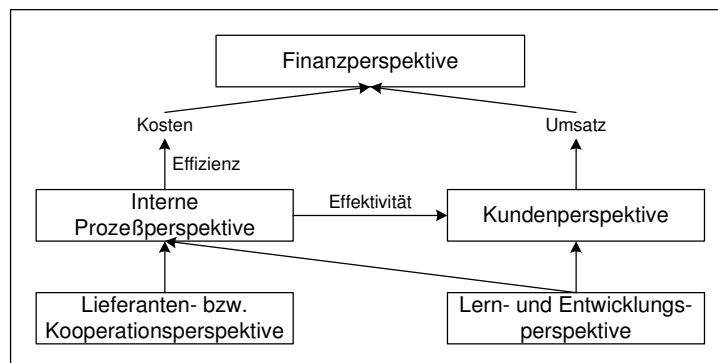 Finanzperspektive
Kosten
Umsatz
Effizienz
Interne
Prozeßperspektive
Effektivität
Kundenperspektive
Lieferanten- bzw.
Kooperationsperspektive
Lern- und Entwicklungs-
perspektive